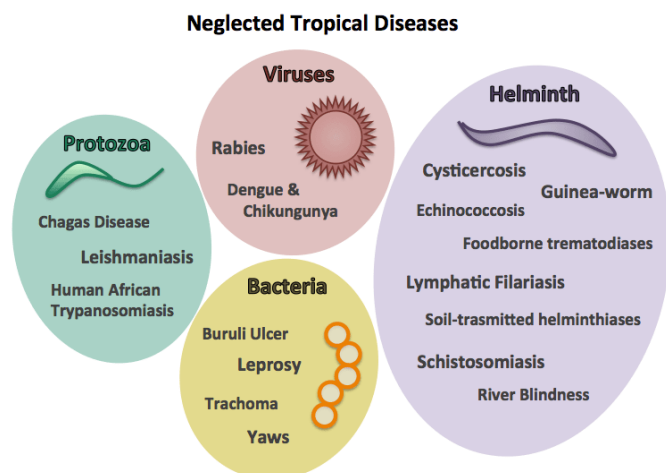 Neglected Tropical Diseases
Viruses
Rabies
Dengue &
Chikungunya
Protozoa
Chagas Disease
Leishmaniasis
Human African
Trypanosomiasis
Bacteria
Buruli Ulcer
Leprosy
Trachoma
Yaws
Helminth
Cysticercosis
Guinea-worm
Echinococcosis
Foodborne trematodiases
Lymphatic Filariasis
Soil-trasmitted helminthiases
Schistosomiasis
River Blindness